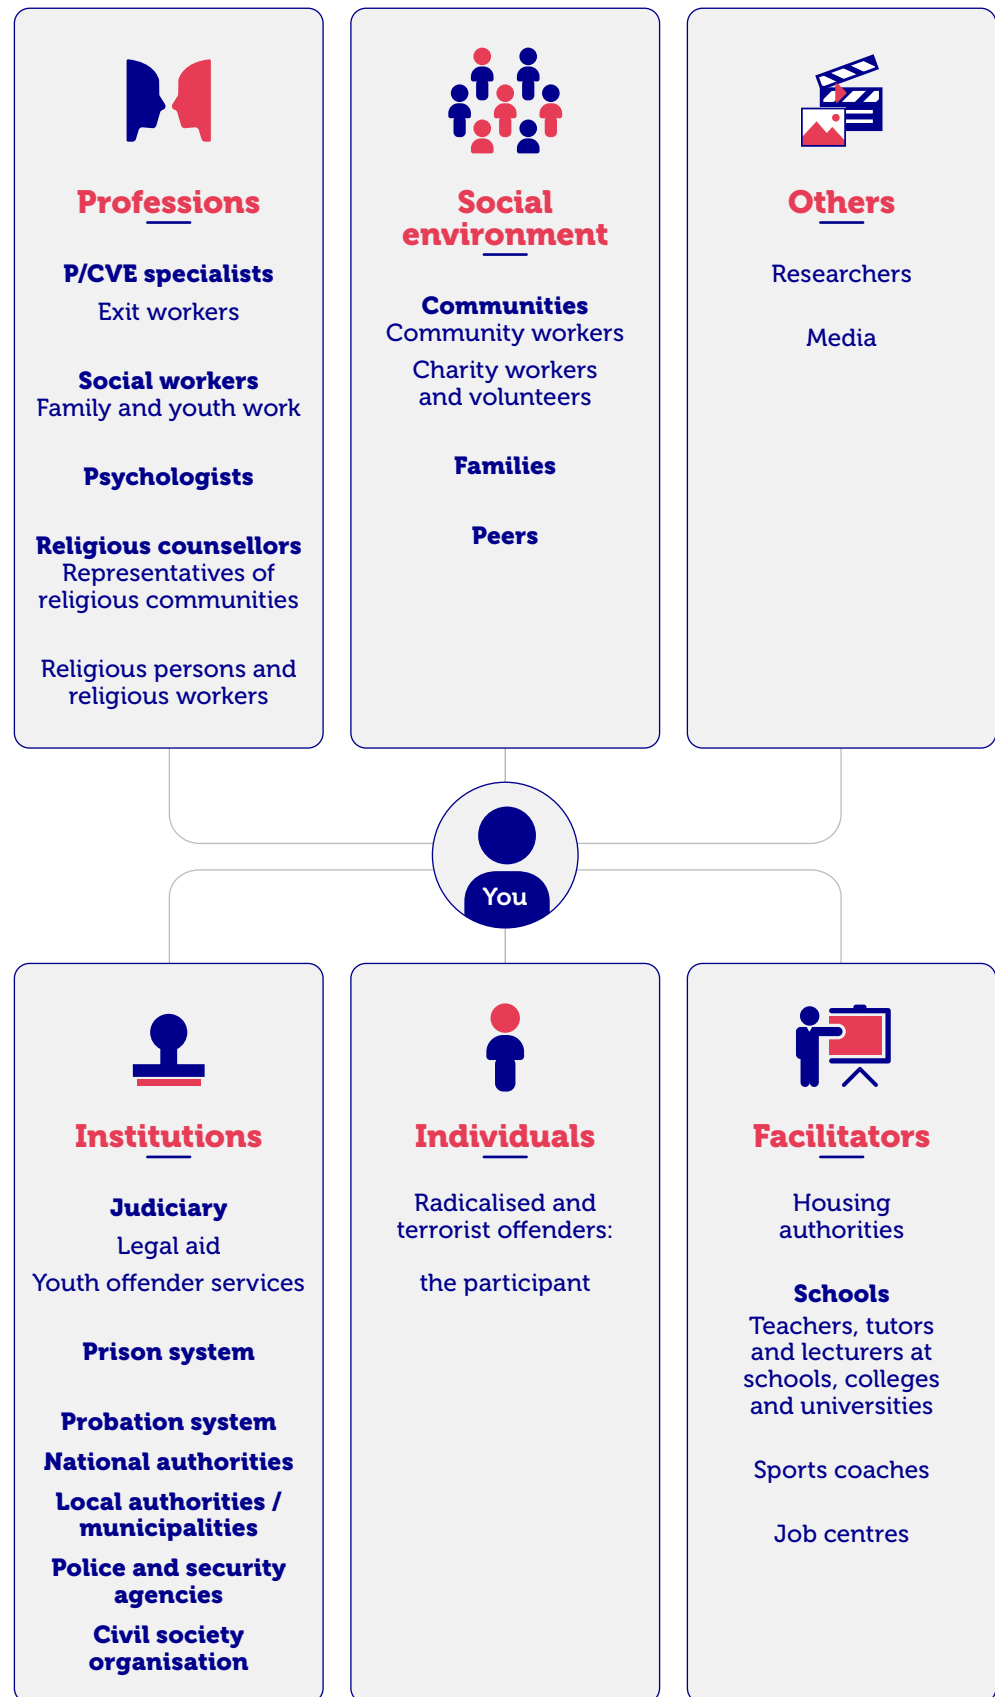 Professions
P/CVE specialists
Exit workers
Social workers
Family and youth work
Psychologists
Religious counsellors
Representatives of
religious communities
Religious persons and
religious workers
Social
environment
Communities
Community workers
Charity workers
and volunteers
Families
Peers
Others
Researchers
Media
You
Institutions
Judiciary
Legal aid
Youth offender services
Prison system
Probation system
National authorities
Local authorities /
municipalities
Police and security
agencies
Civil society
organisation
Individuals
Radicalised and
terrorist offenders:
the participant
Facilitators
Housing
authorities
Schools
Teachers, tutors
and lecturers at
schools, colleges
and universities
Sports coaches
Job centres